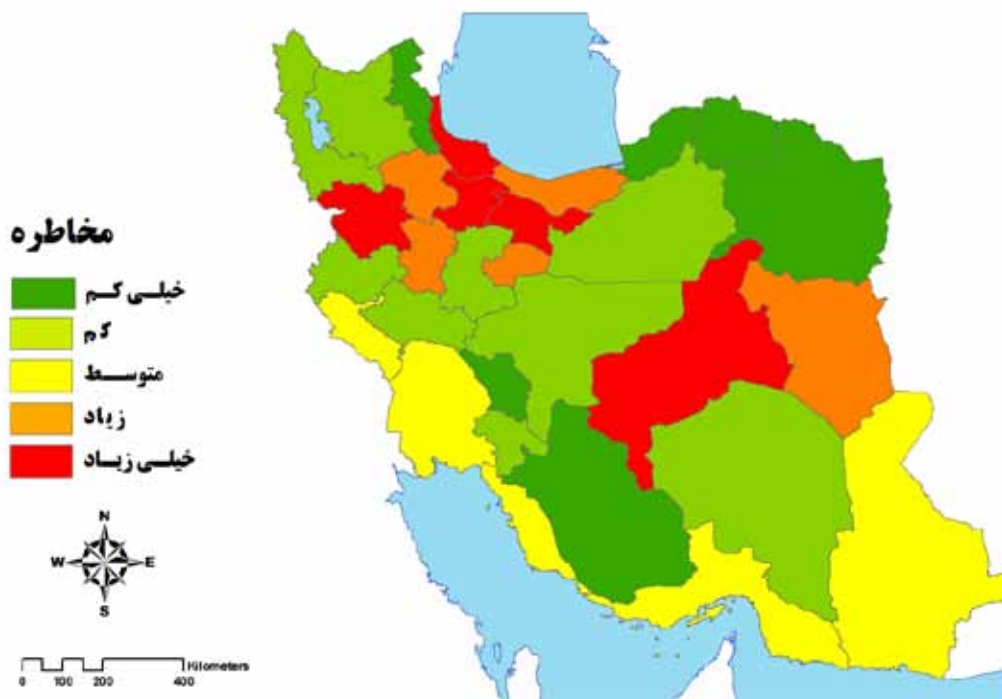 مخاطره
خیلی کم
کم
متوسط
زیاد
خیلی زیاد
N
W E
S
Kilometers
0 100 200 400